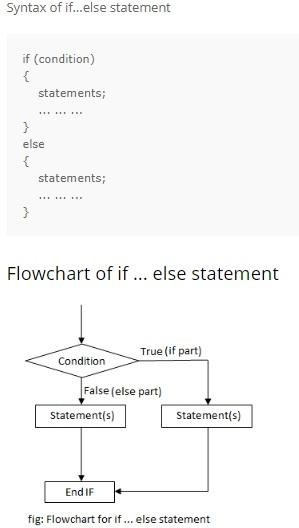 Syntax of if...else statement
if (condition)
{
statements;
... ... ...
}
else
{
statements;
... ... ...
}
Flowchart of if ... else statement
Condition
True (if part)
False (else part)
Statement(s)
Statement(s)
End IF
fig: Flowchart for if ... else statement